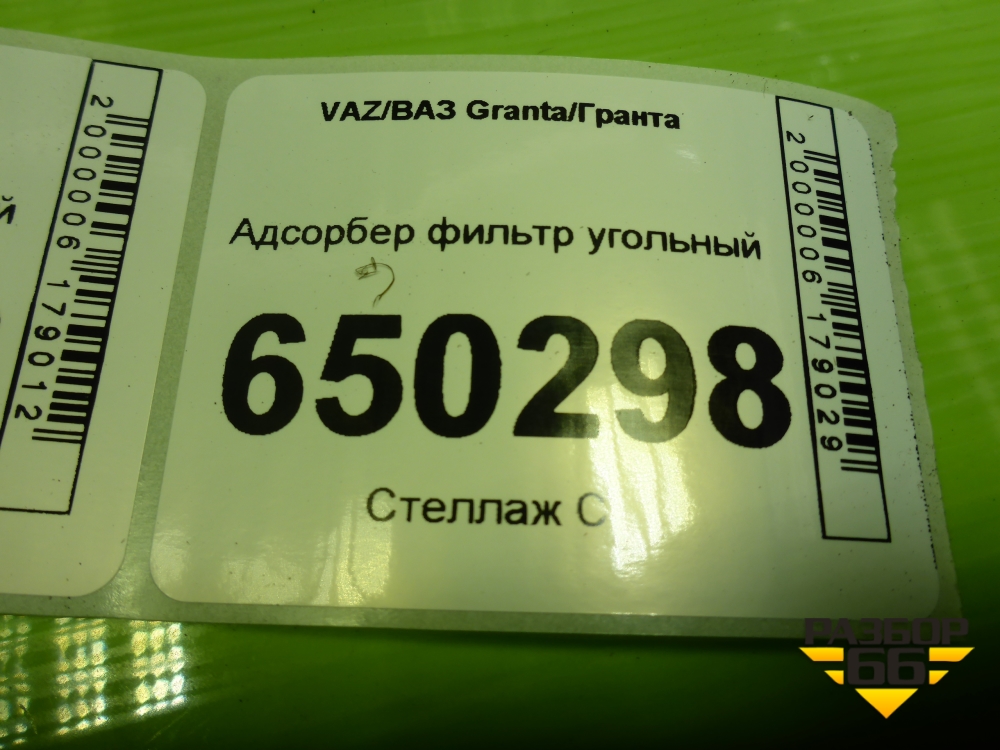 VAZ/ВАЗ Granta/Гранта
Адсорбер фильтр угольный
650298
Стеллаж С
2000006179029
2000006179012
й
РАЗБОР
66